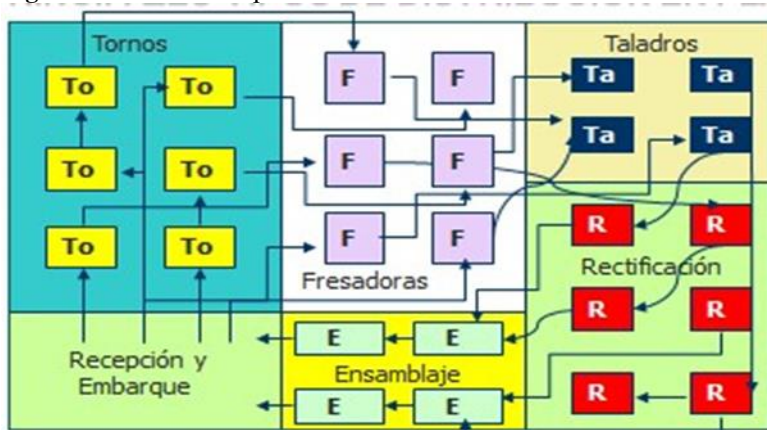 Tornos
Taladros
To To F F Ta Ta
Ta Ta
To To F F
R R
To To F F
Fresadoras
Rectificación
R R
E E
Recepción y
Embarque
Ensamblaje
E E
R R